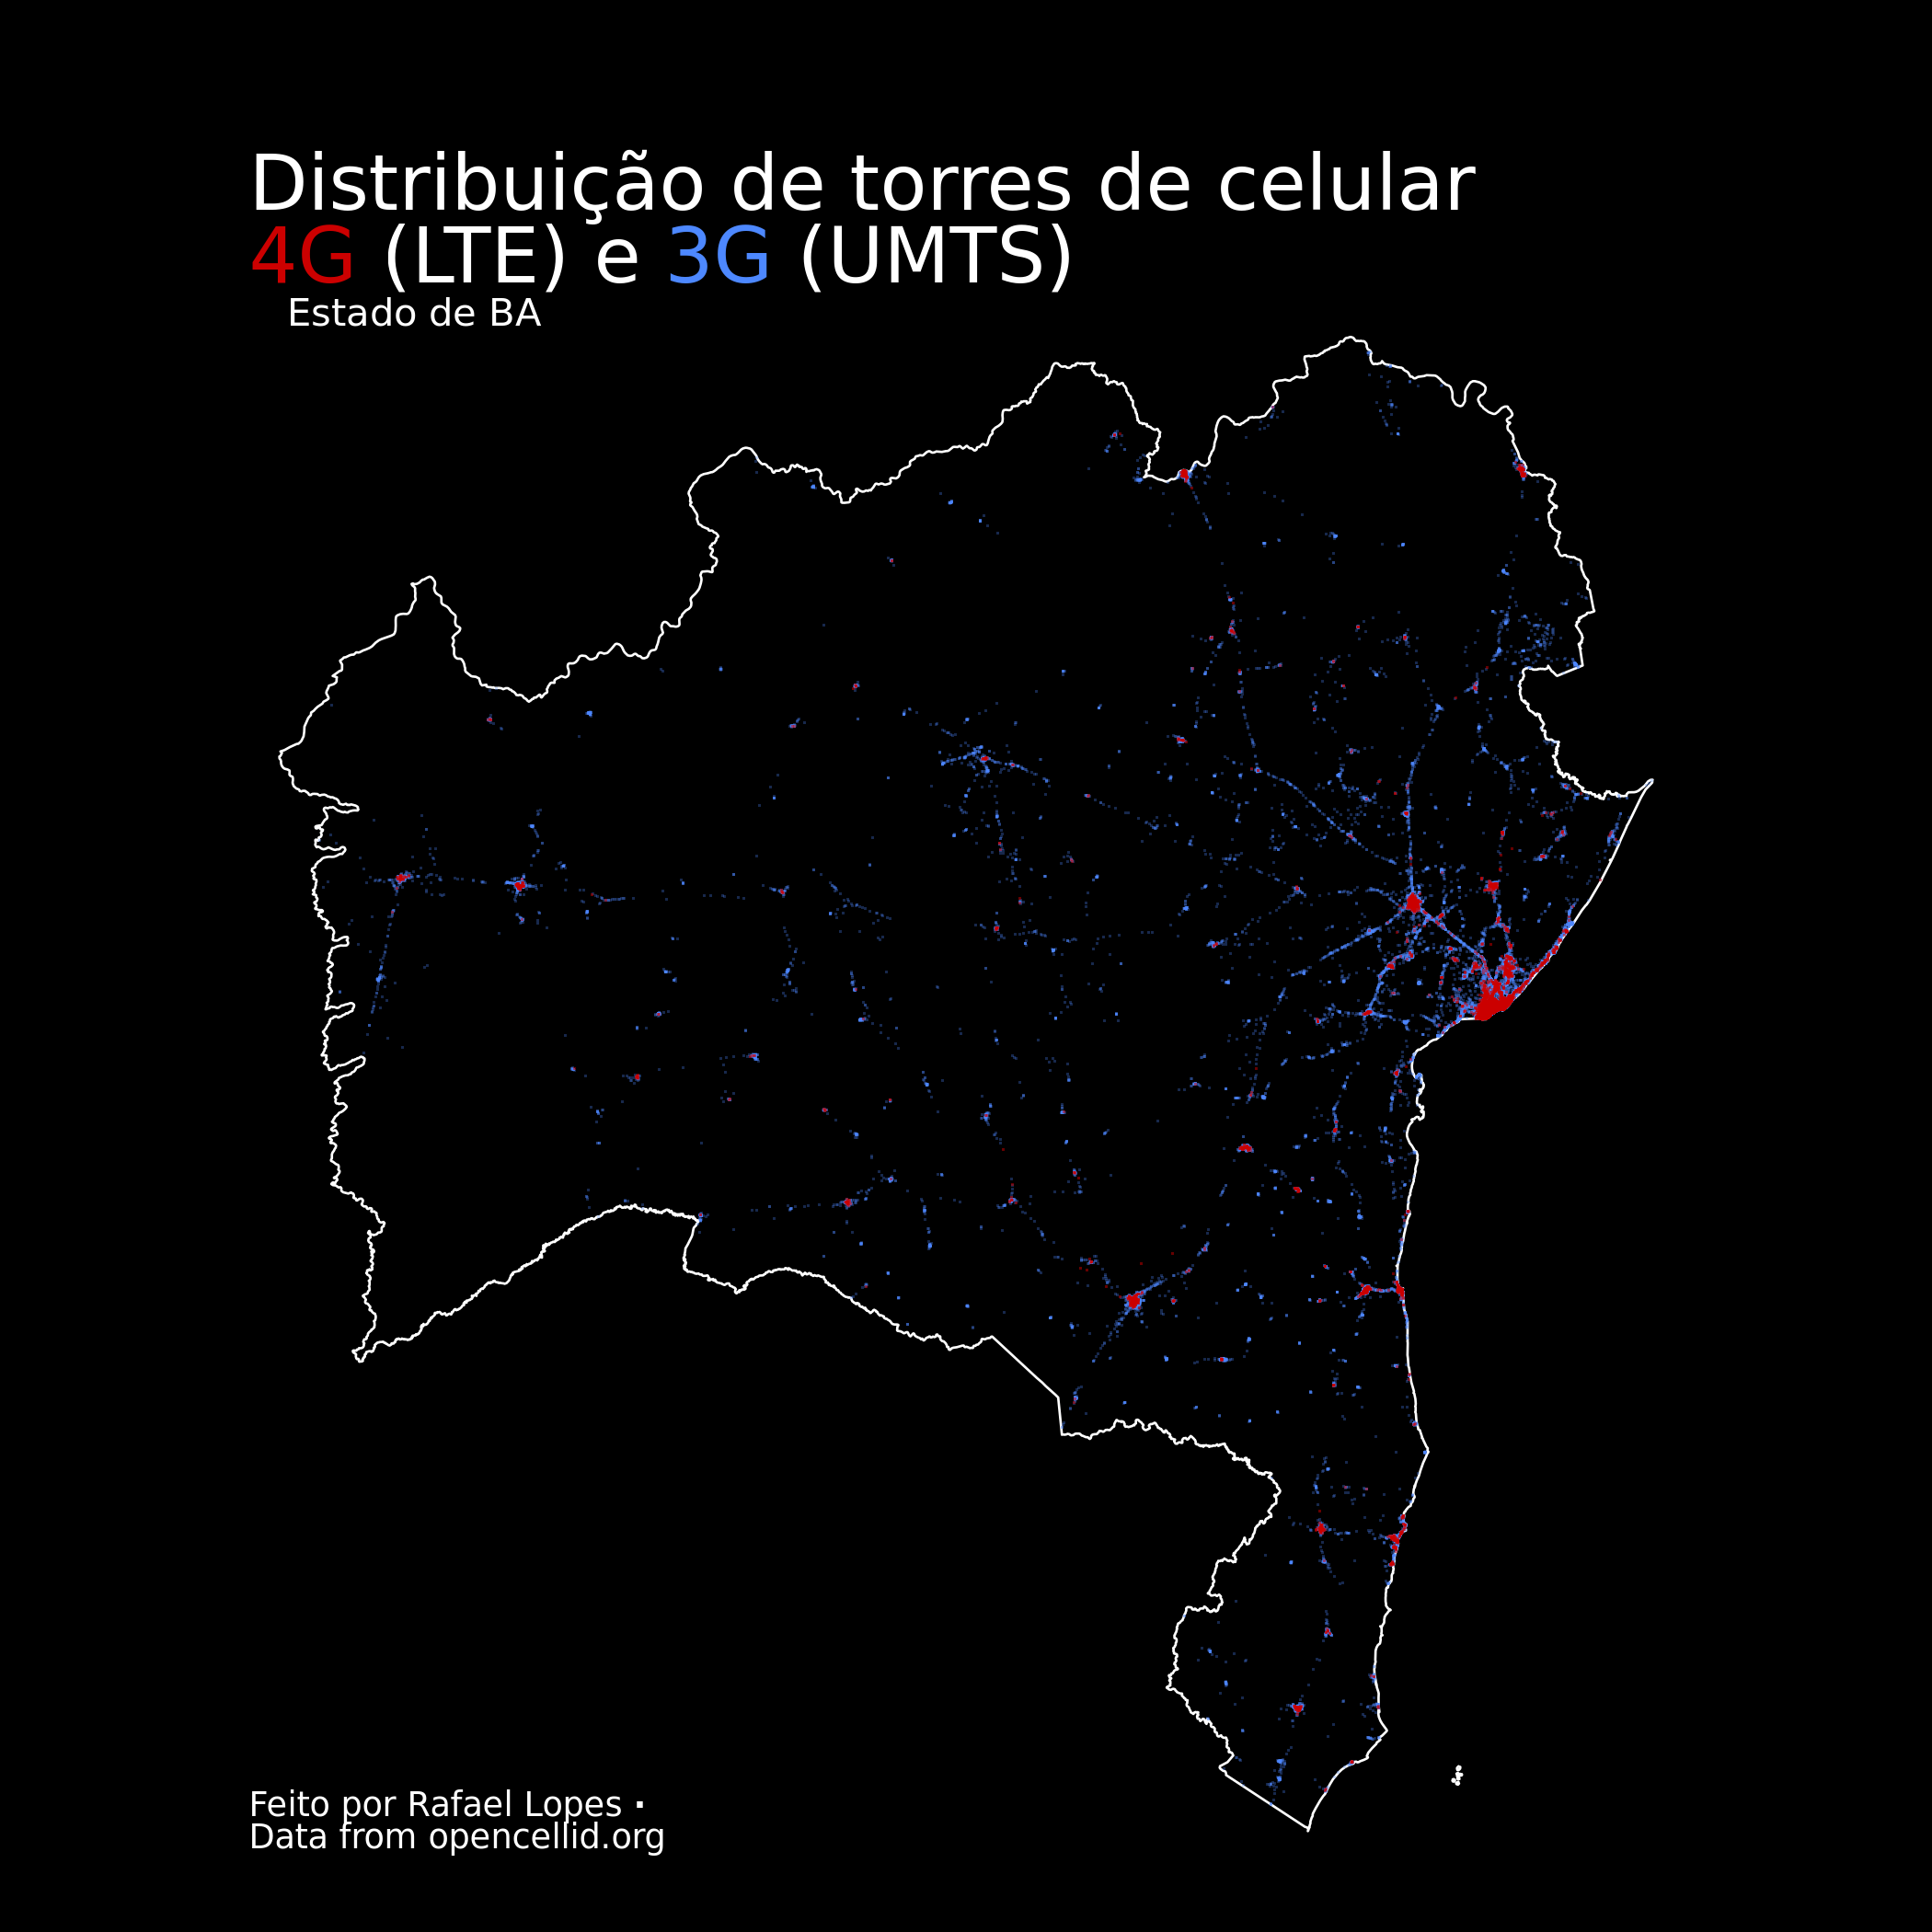 Distribuição de torres de celular
4G (LTE) e 3G (UMTS)
Estado de BA
Feito por Rafael Lopes ·
Data from opencellid.org